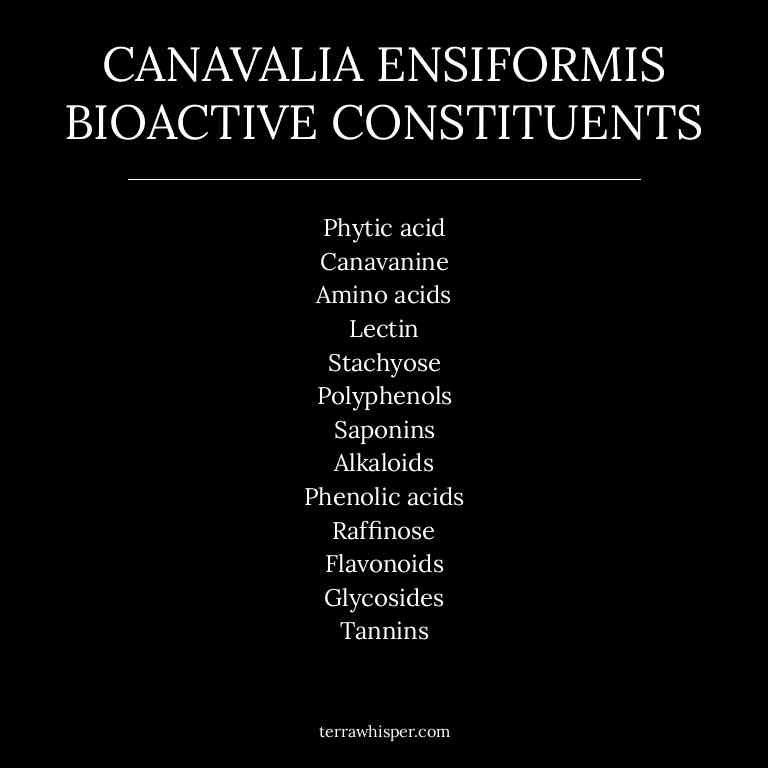 CANAVALIA ENSIFORMIS
BIOACTIVE CONSTITUENTS
Phytic acid
Canavanine
Amino acids
Lectin
Stachyose
Polyphenols
Saponins
Alkaloids
Phenolic acids
Raffinose
Flavonoids
Glycosides
Tannins
terrawhisper.com